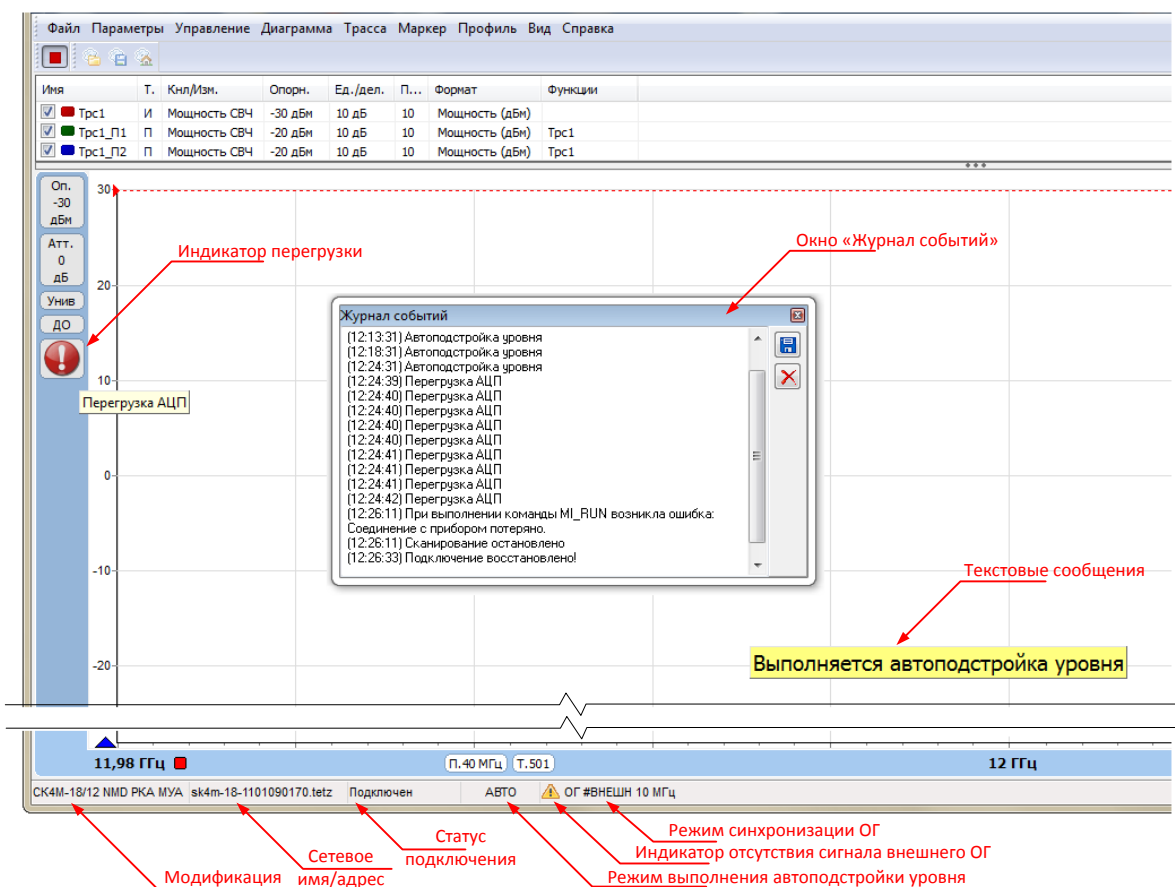 Файл Параметры Управление Диаграмма Трасса Маркер Профиль Вид Справка
Имя Т. Кнл/Изм. Опорн. Ед./дел. П... Формат Функции
Трс1 И Мощность СВЧ -30 дБм 10 дБ 10 Мощность (дБм)
Трс1_П1 П Мощность СВЧ -20 дБм 10 дБ 10 Мощность (дБм) Трс1
Трс1_П2 П Мощность СВЧ -20 дБм 10 дБ 10 Мощность (дБм) Трс1
Оп.
-30
дБм
Атт.
0
дБ
Унив
ДО
Перегрузка АЦП
30
20
10
0
-10
-20
Индикатор перегрузки
Окно «Журнал событий»
Журнал событий
(12:13:31) Автоподстройка уровня
(12:18:31) Автоподстройка уровня
(12:24:31) Автоподстройка уровня
(12:24:39) Перегрузка АЦП
(12:24:40) Перегрузка АЦП
(12:24:40) Перегрузка АЦП
(12:24:40) Перегрузка АЦП
(12:24:40) Перегрузка АЦП
(12:24:41) Перегрузка АЦП
(12:24:41) Перегрузка АЦП
(12:24:41) Перегрузка АЦП
(12:24:42) Перегрузка АЦП
(12:26:11) При выполнении команды MI_RUN возникла ошибка:
Соединение с прибором потеряно.
(12:26:11) Сканирование остановлено
(12:26:33) Подключение восстановлено!
Текстовые сообщения
Выполняется автоподстройка уровня
11,98 ГГц П.40 МГц Т.501 12 ГГц
СК4М-18/12 NMD РКА МУА sk4m-18-1101090170.tetz Подключен АВТО ОГ #ВНЕШН 10 МГц
Модификация
Сетевое
имя/адрес
Статус
подключения
Режим синхронизации ОГ
Индикатор отсутствия сигнала внешнего ОГ
Режим выполнения автоподстройки уровня